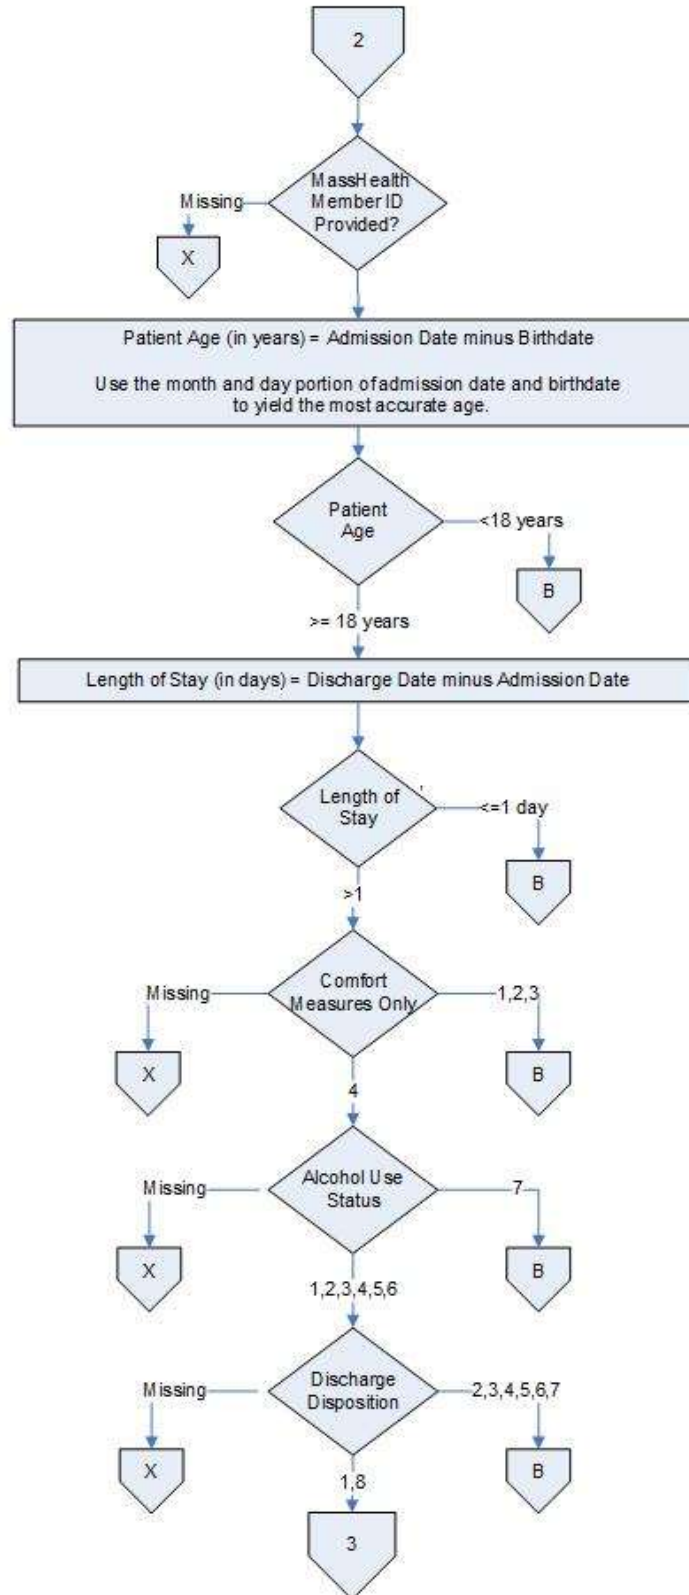 2
MassHealth
Member ID
Provided?
Missing
X
Patient Age (in years) = Admission Date minus Birthdate
Use the month and day portion of admission date and birthdate
to yield the most accurate age.
Patient
Age
<18 years
B
>= 18 years
Length of Stay (in days) = Discharge Date minus Admission Date
Length of
Stay
<=1 day
B
>1
Comfort
Measures Only
Missing
1,2,3
X
B
4
Alcohol Use
Status
Missing
7
X
B
1,2,3,4,5,6
Discharge
Disposition
Missing
2,3,4,5,6,7
X
B
1,8
3